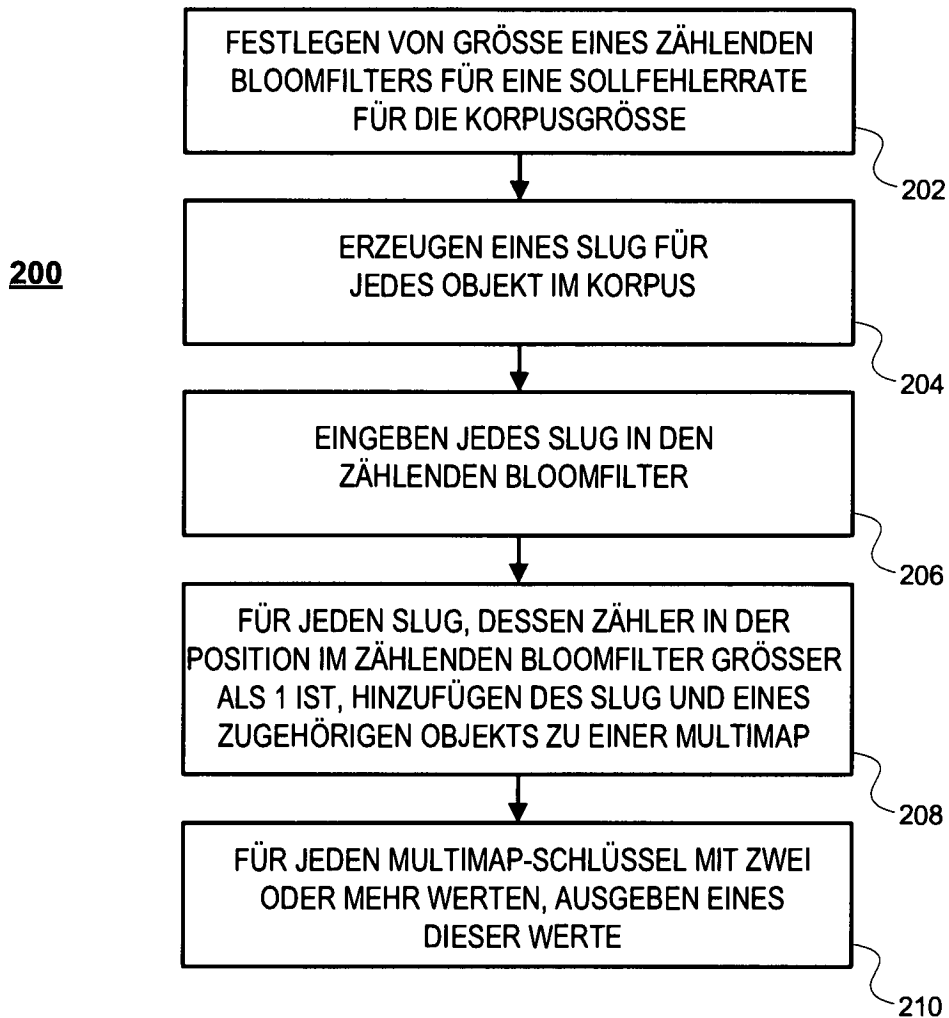 FESTLEGEN VON GRÖSSE EINES ZÄHLENDEN
BLOOMFILTERS FÜR EINE SOLLFEHLERRATE
FÜR DIE KORPUSGRÖSSE
202
200
ERZEUGEN EINES SLUG FÜR
JEDES OBJEKT IM KORPUS
204
EINGEBEN JEDES SLUG IN DEN
ZÄHLENDEN BLOOMFILTER
206
FÜR JEDEN SLUG, DESSEN ZÄHLER IN DER
POSITION IM ZÄHLENDEN BLOOMFILTER GRÖSSER
ALS 1 IST, HINZUFÜGEN DES SLUG UND EINES
ZUGEHÖRIGEN OBJEKTS ZU EINER MULTIMAP
208
FÜR JEDEN MULTIMAP-SCHLÜSSEL MIT ZWEI
ODER MEHR WERTEN, AUSGEBEN EINES
DIESER WERTE
210